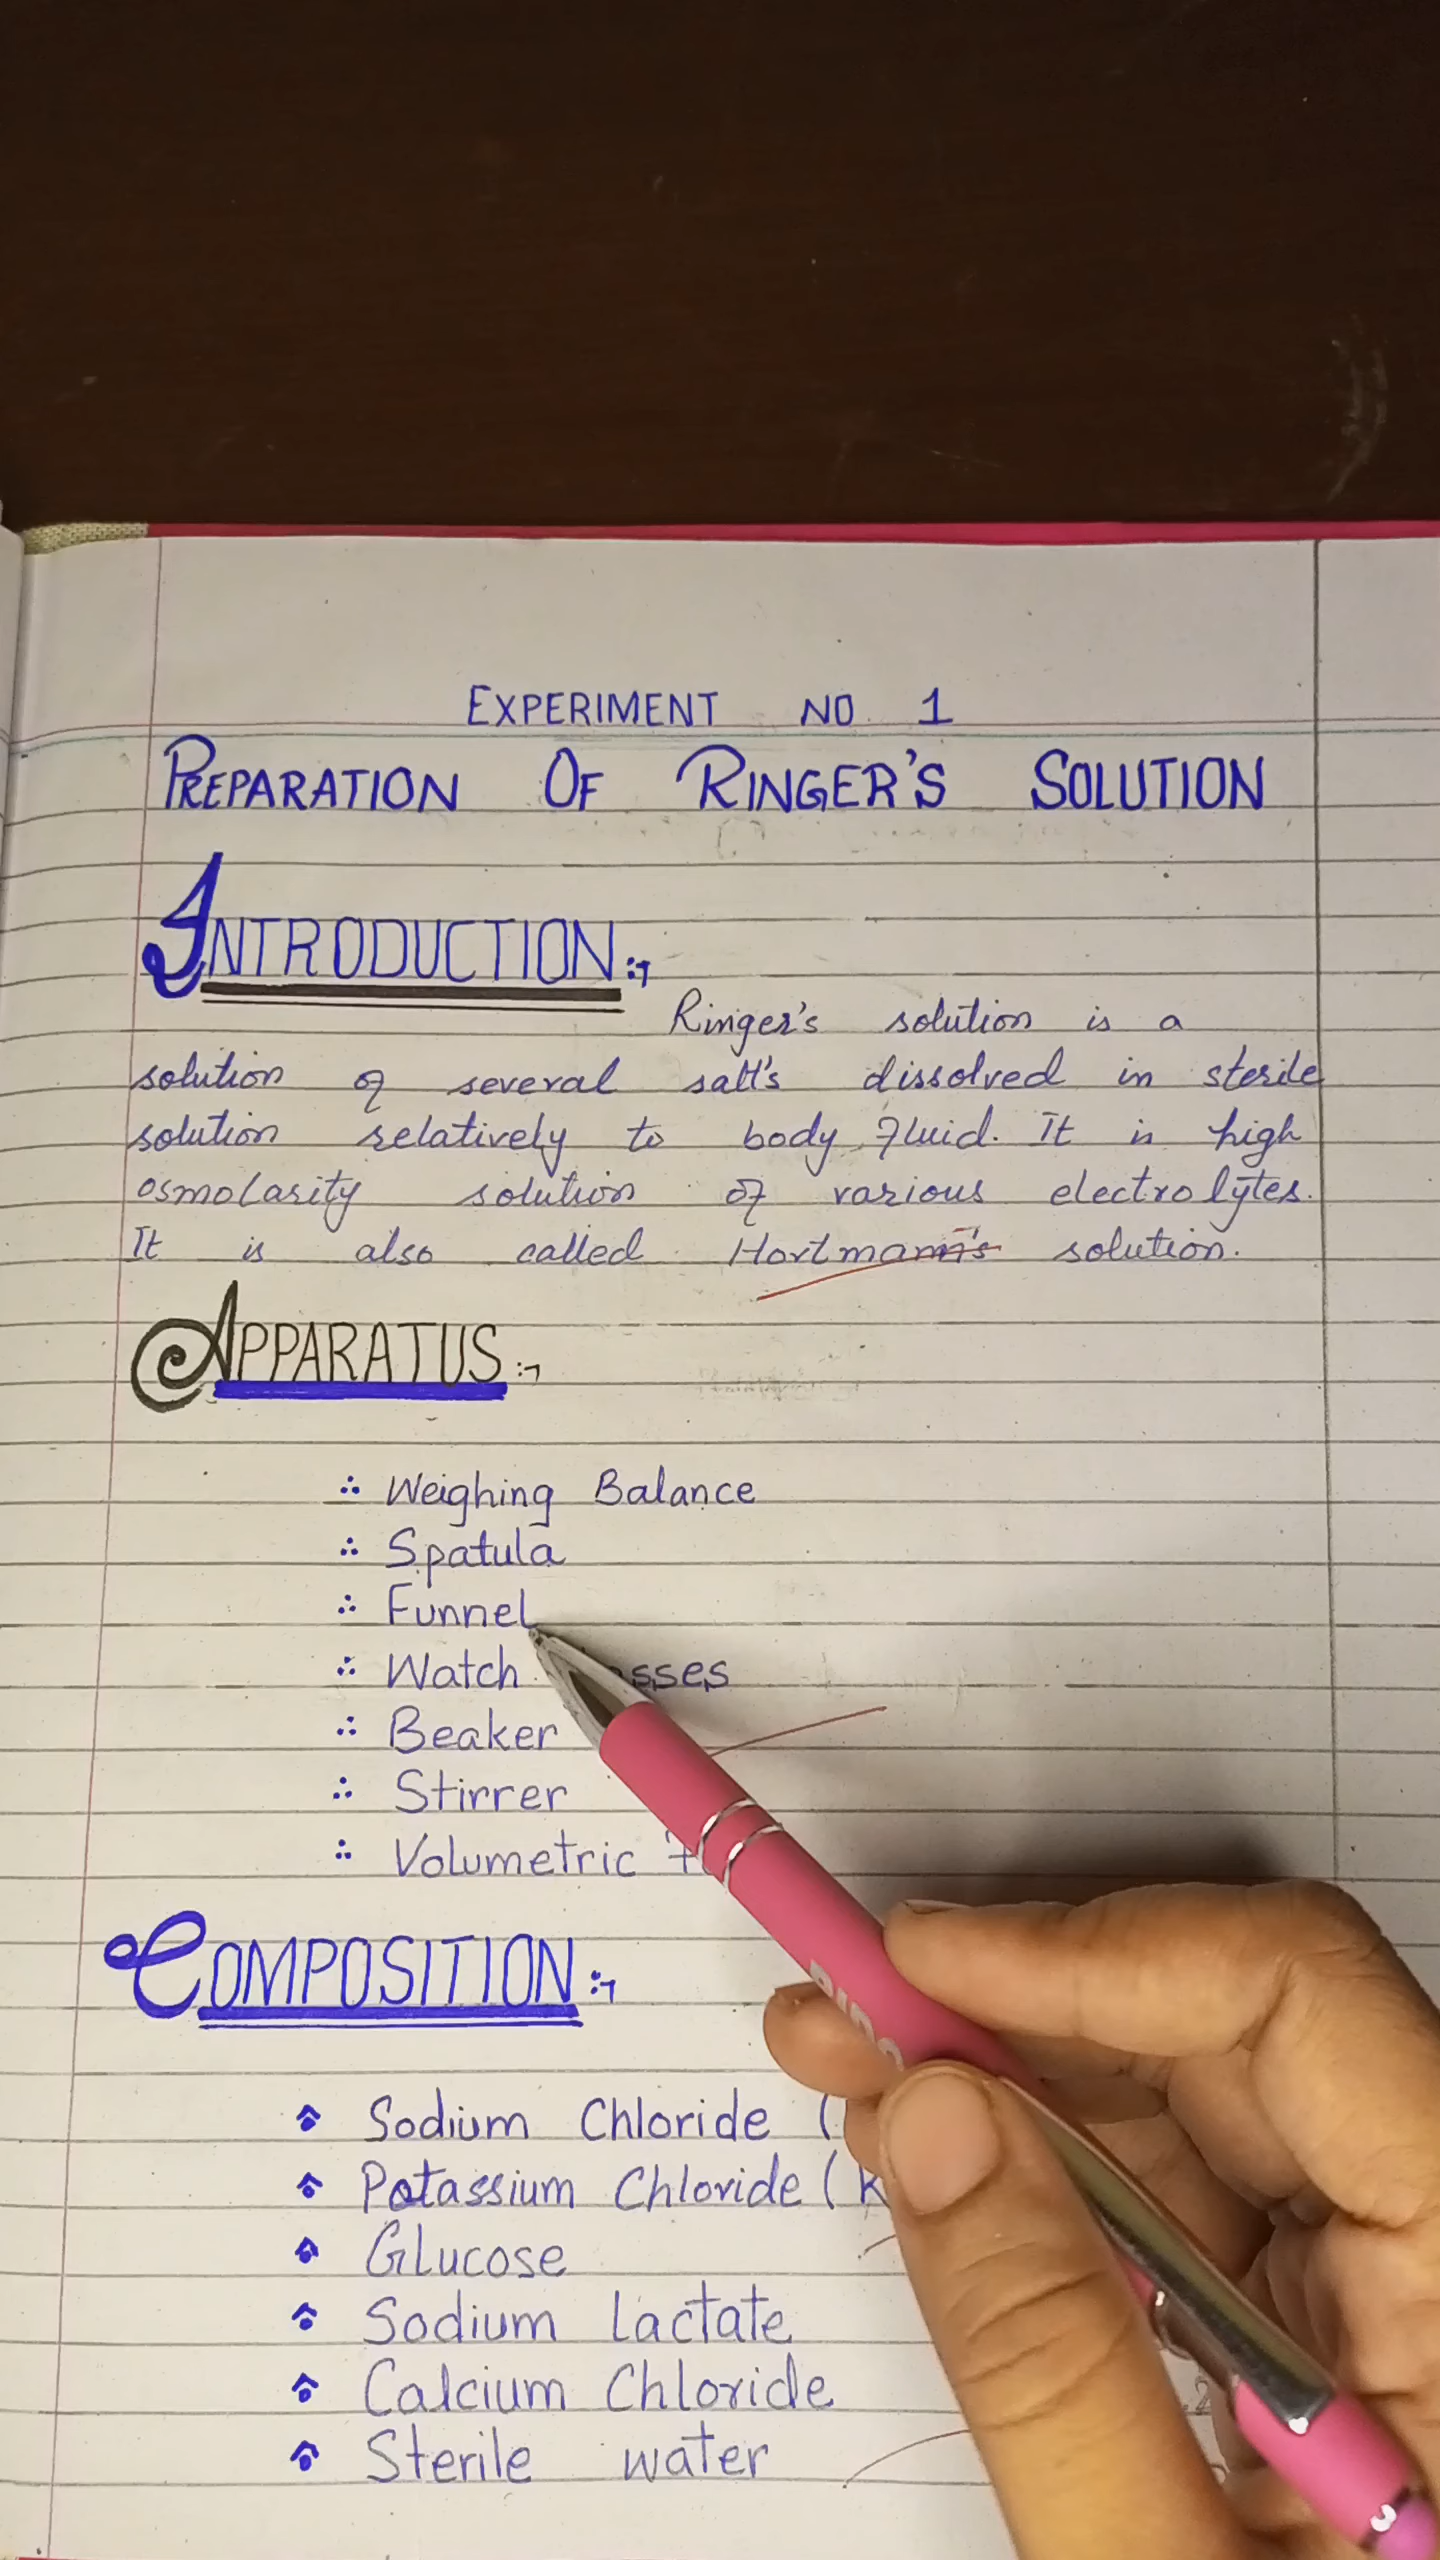 EXPERIMENT NO 1
PREPARATION OF RINGER'S SOLUTION
INTRODUCTION:-
Ringer's solution is a
solution of several salt's dissolved in sterile
solution relatively to body fluid. It is high
osmolarity solution of various electrolytes.
It is also called Hartmann's solution.
APPARATUS:-
∴ Weighing Balance
∴ Spatula
∴ Funnel
∴ Watch
∴ Beaker
∴ Stirrer
∴ Volumetric
COMPOSITION:-
Sodium Chloride (
Potassium Chloride (K
Glucose
Sodium Lactate
Calcium Chloride
Sterile water